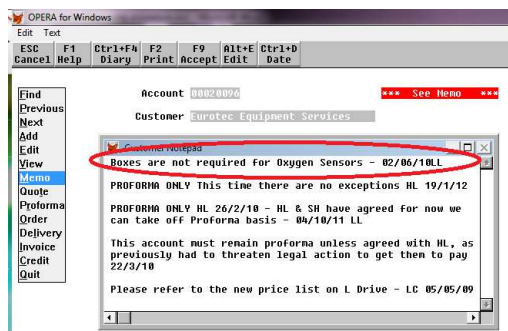 OPERA for Windows
Edit Text
ESC F1 Ctrl+F4 F2 F9 Alt+E Ctrl+D
Cancel Help Diary Print Accept Edit Date
Find
Previous
Next
Add
Edit
View
Memo
Quote
Proforma
Order
Delivery
Invoice
Credit
Quit
Account 00020096
*** See Memo ***
Customer Eurotec Equipment Services
Customer Notepad
Boxes are not required for Oxygen Sensors - 02/06/10LL
PROFORMA ONLY This time there are no exceptions HL 19/1/12
PROFORMA ONLY HL 26/2/10 - HL & SH have agreed for now we
can take off Proforma basis - 04/10/11 LL
This account must remain proforma unless agreed with HL, as
previously had to threaten legal action to get them to pay
22/3/10
Please refer to the new price list on L Drive - LC 05/05/09